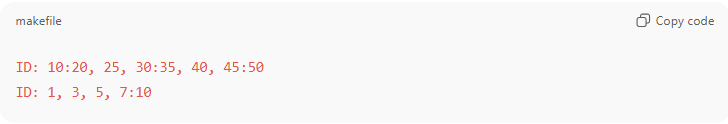 makefile
Copy code
ID: 10:20, 25, 30:35, 40, 45:50
ID: 1, 3, 5, 7:10